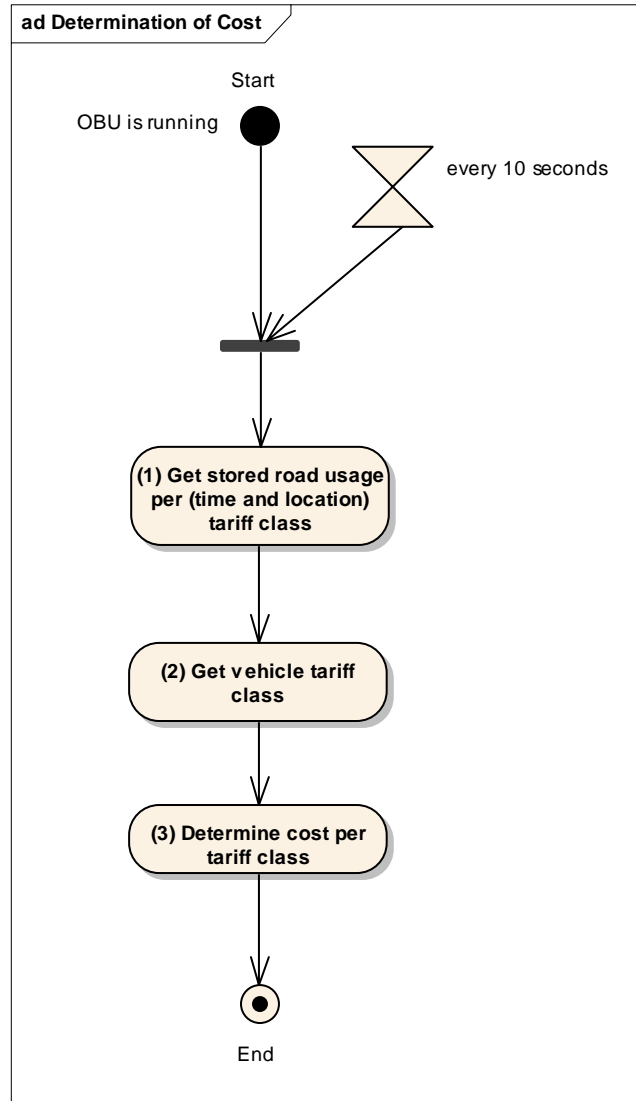 ad Determination of Cost
Start
OBU is running
every 10 seconds
(1) Get stored road usage
per (time and location)
tariff class
(2) Get vehicle tariff
class
(3) Determine cost per
tariff class
End